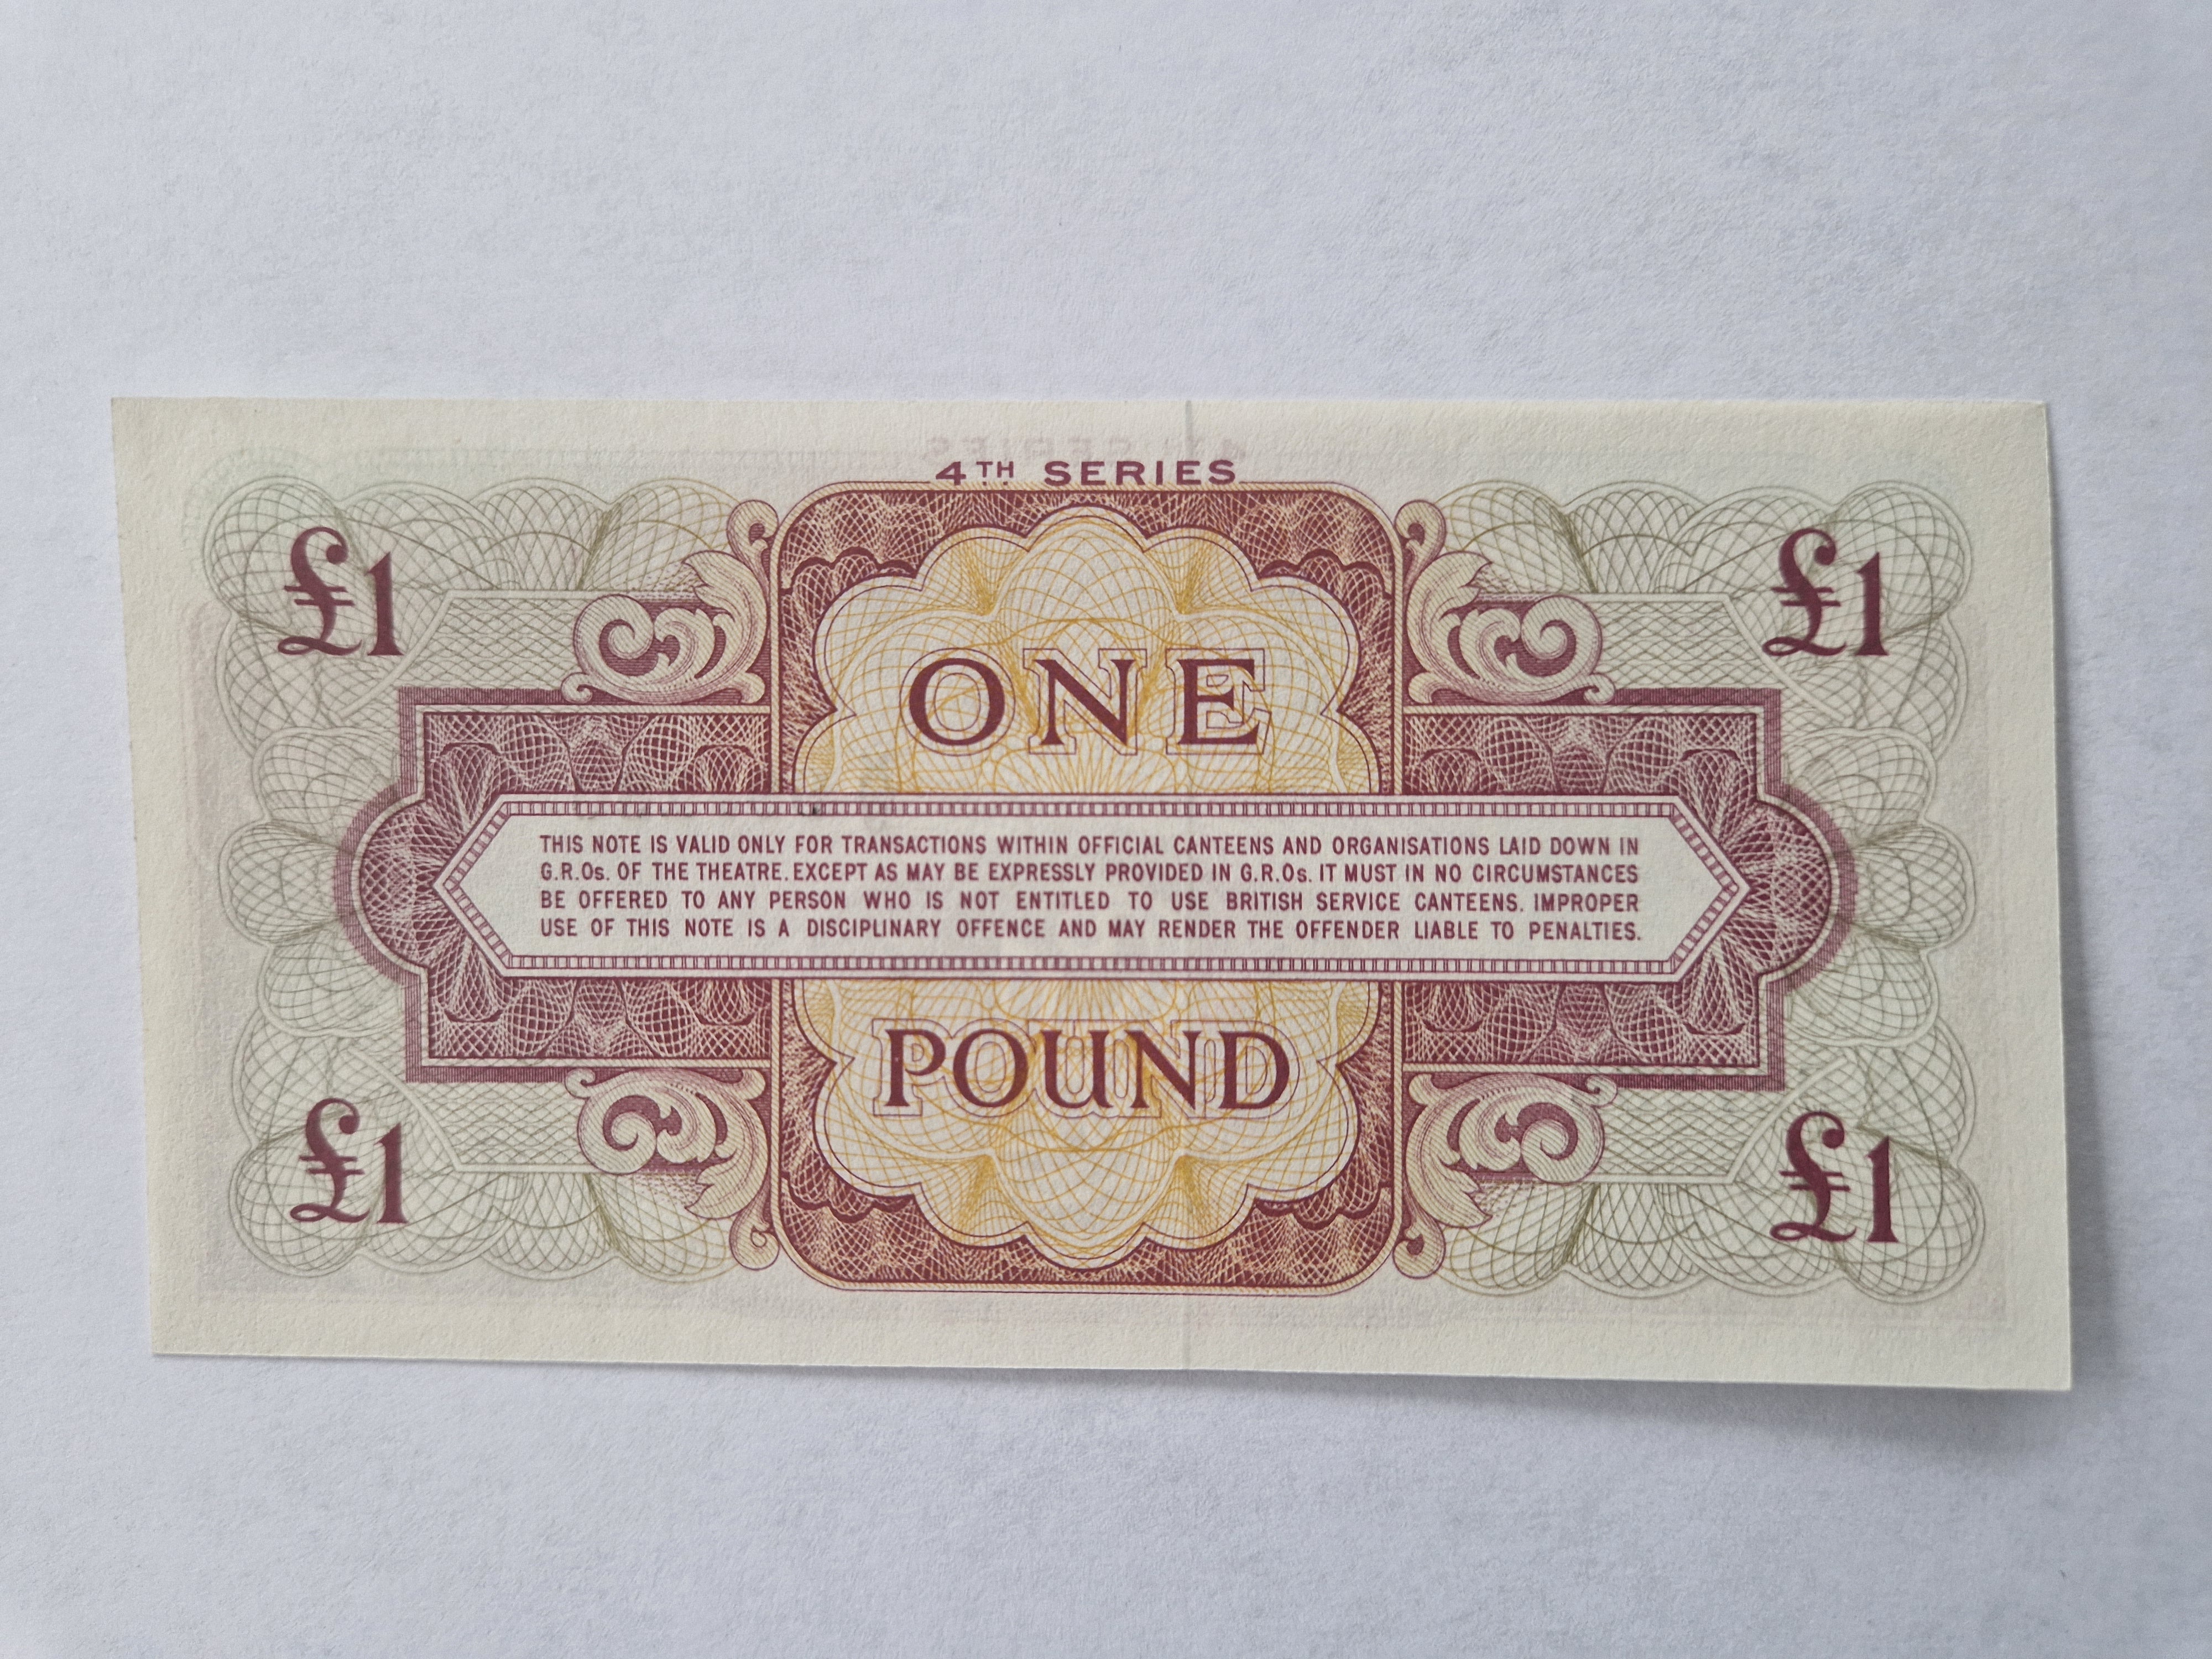 4TH SERIES
£1 £1
ONE
THIS NOTE IS VALID ONLY FOR TRANSACTIONS WITHIN OFFICIAL CANTEENS AND ORGANISATIONS LAID DOWN IN
G.R.Os. OF THE THEATRE. EXCEPT AS MAY BE EXPRESSLY PROVIDED IN G.R.Os. IT MUST IN NO CIRCUMSTANCES
BE OFFERED TO ANY PERSON WHO IS NOT ENTITLED TO USE BRITISH SERVICE CANTEENS. IMPROPER
USE OF THIS NOTE IS A DISCIPLINARY OFFENCE AND MAY RENDER THE OFFENDER LIABLE TO PENALTIES.
POUND
£1 £1